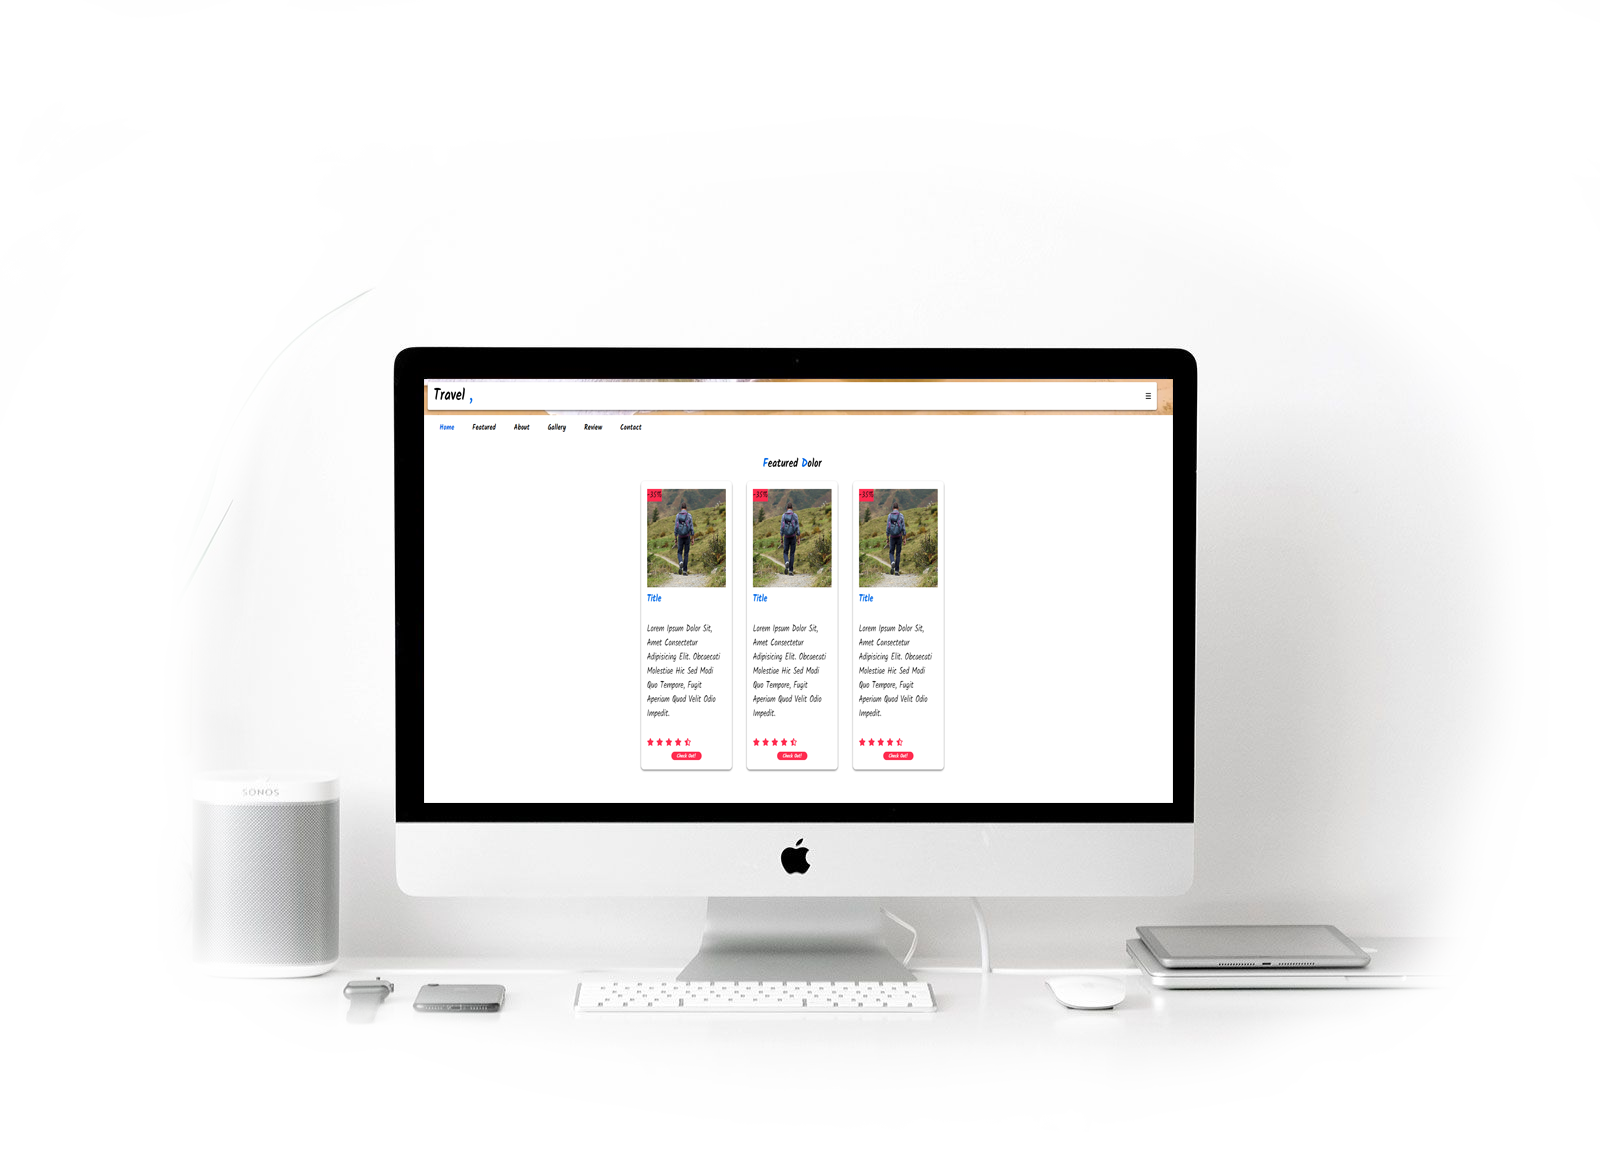 Travel ,
☰
Home Featured About Gallery Review Contact
Featured Dolor
-35% -35% -35%
Title Title Title
Lorem Ipsum Dolor Sit,
Amet Consectetur
Adipisicing Elit. Obcaecati
Molestiae Hic Sed Modi
Quo Tempore, Fugit
Aperiam Quod Velit Odio
Impedit.
Lorem Ipsum Dolor Sit,
Amet Consectetur
Adipisicing Elit. Obcaecati
Molestiae Hic Sed Modi
Quo Tempore, Fugit
Aperiam Quod Velit Odio
Impedit.
Lorem Ipsum Dolor Sit,
Amet Consectetur
Adipisicing Elit. Obcaecati
Molestiae Hic Sed Modi
Quo Tempore, Fugit
Aperiam Quod Velit Odio
Impedit.
Check Out! Check Out! Check Out!
SONOS